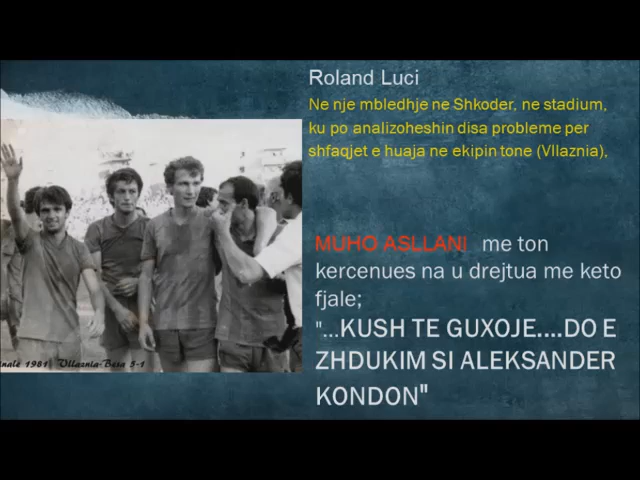 Roland Luci
Ne nje mbledhje ne Shkoder, ne stadium,
ku po analizoheshin disa probleme per
shfaqjet e huaja ne ekipin tone (Vllaznia),
MUHO ASLLANI me ton
kercenues na u drejtua me keto
fjale;
"...KUSH TE GUXOJE....DO E
ZHDUKIM SI ALEKSANDER
KONDON"
inale 1981| Vllaznia-Besa 5-1